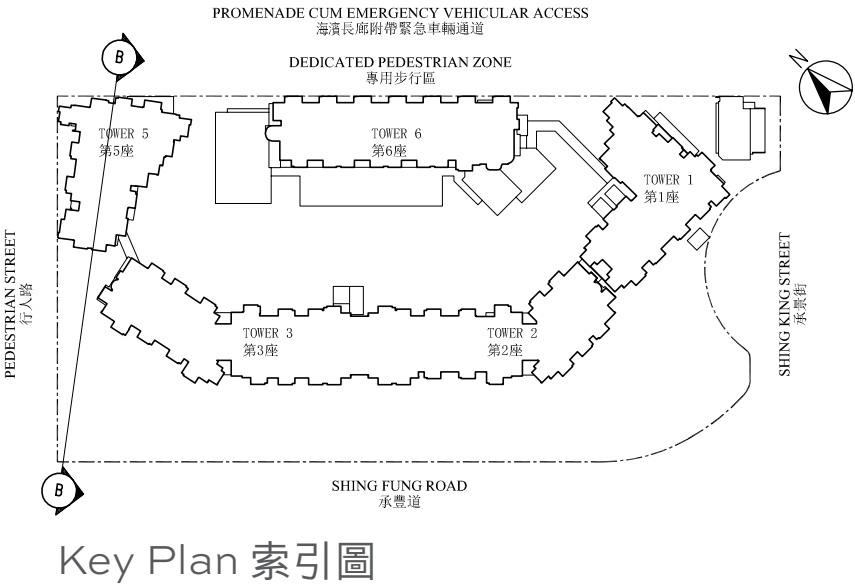 PROMENADE CUM EMERGENCY VEHICULAR ACCESS
海濱長廊附帶緊急車輛通道
B
DEDICATED PEDESTRIAN ZONE
專用步行區
N
TOWER 5
第5座
TOWER 6
第6座
TOWER 1
第1座
PEDESTRIAN STREET
行人路
SHING KING STREET
承景街
TOWER 3
第3座
TOWER 2
第2座
B
SHING FUNG ROAD
承豐道
Key Plan 索引圖